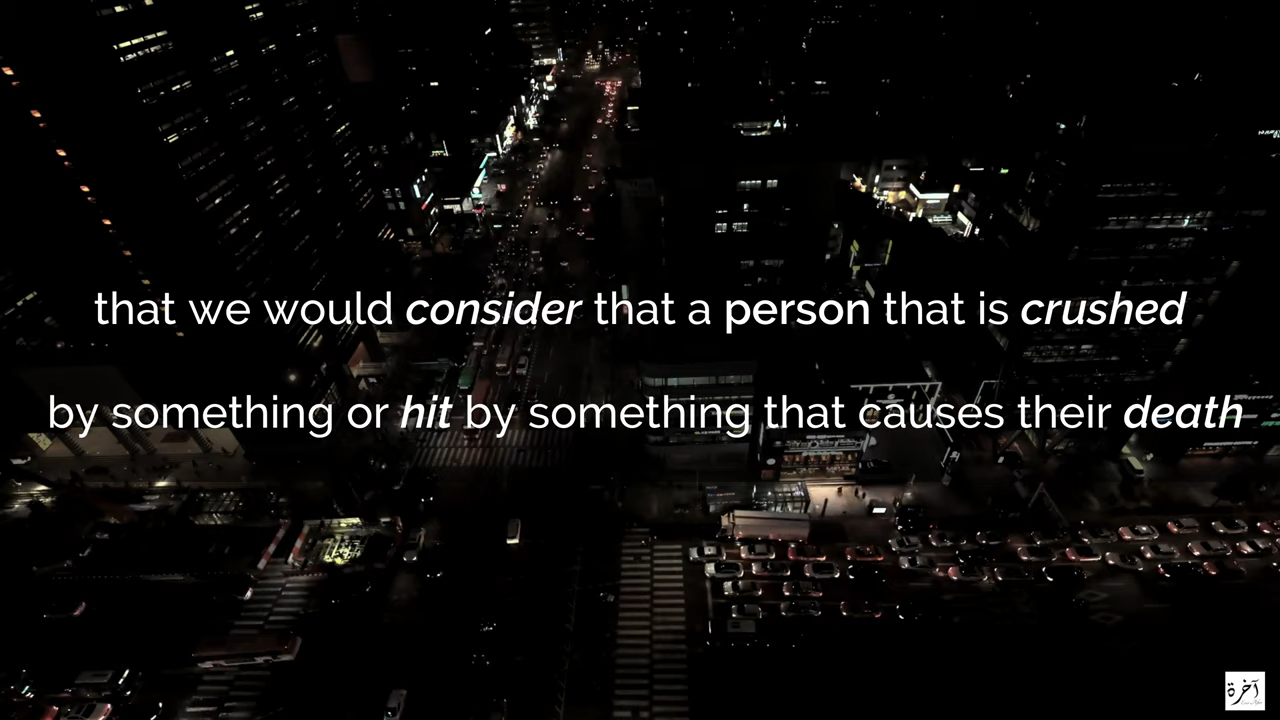 that we would consider that a person that is crushed
by something or hit by something that causes their death
آخرة